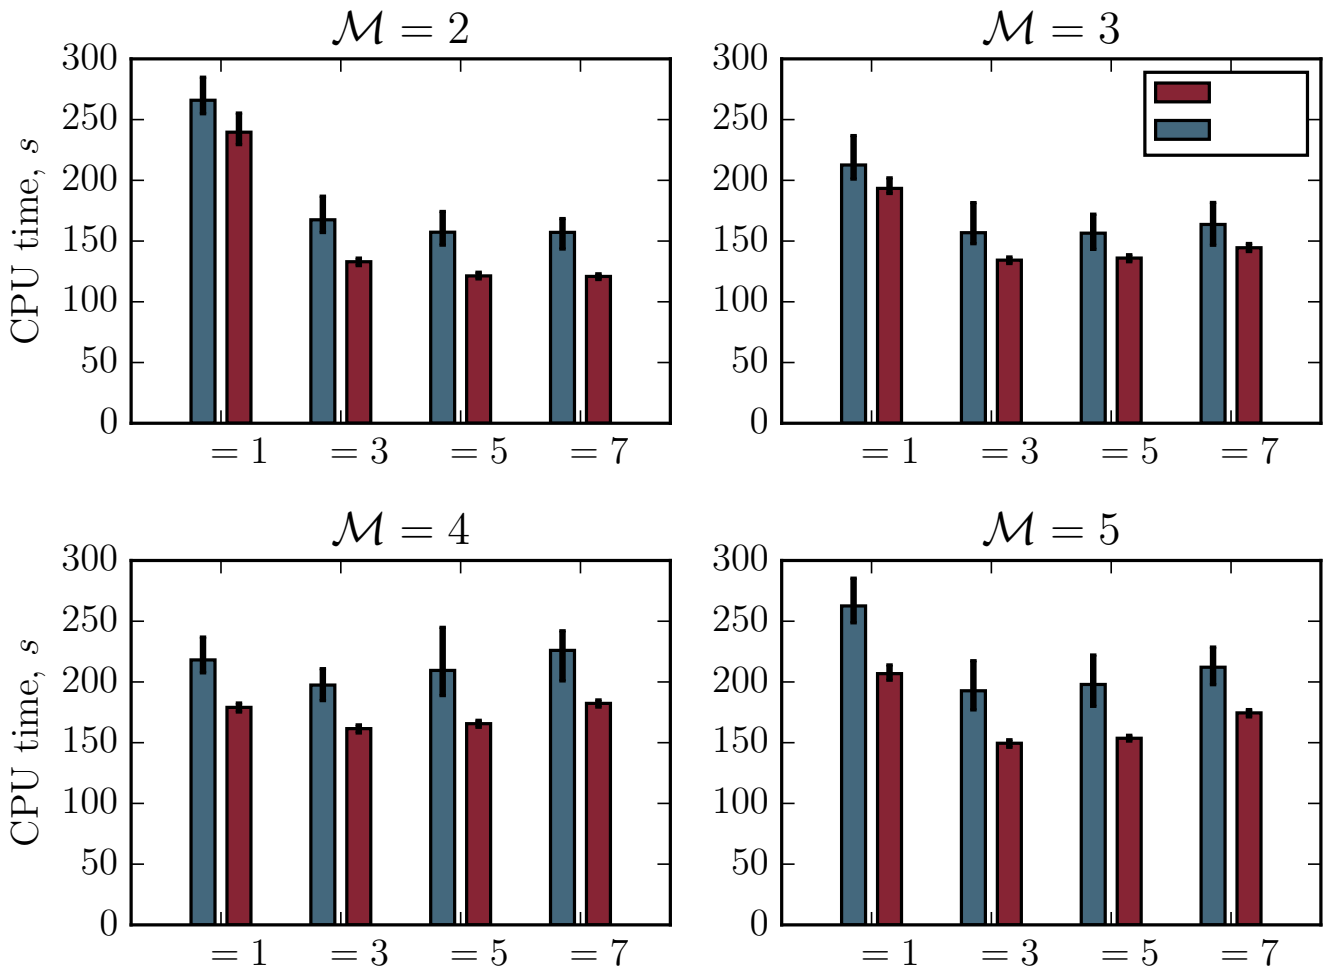 ℳ = 2
300
250
200
150
100
50
0
CPU time, s
= 1 = 3 = 5 = 7
ℳ = 3
300
250
200
150
100
50
0
= 1 = 3 = 5 = 7
ℳ = 4
300
250
200
150
100
50
0
CPU time, s
= 1 = 3 = 5 = 7
ℳ = 5
300
250
200
150
100
50
0
= 1 = 3 = 5 = 7